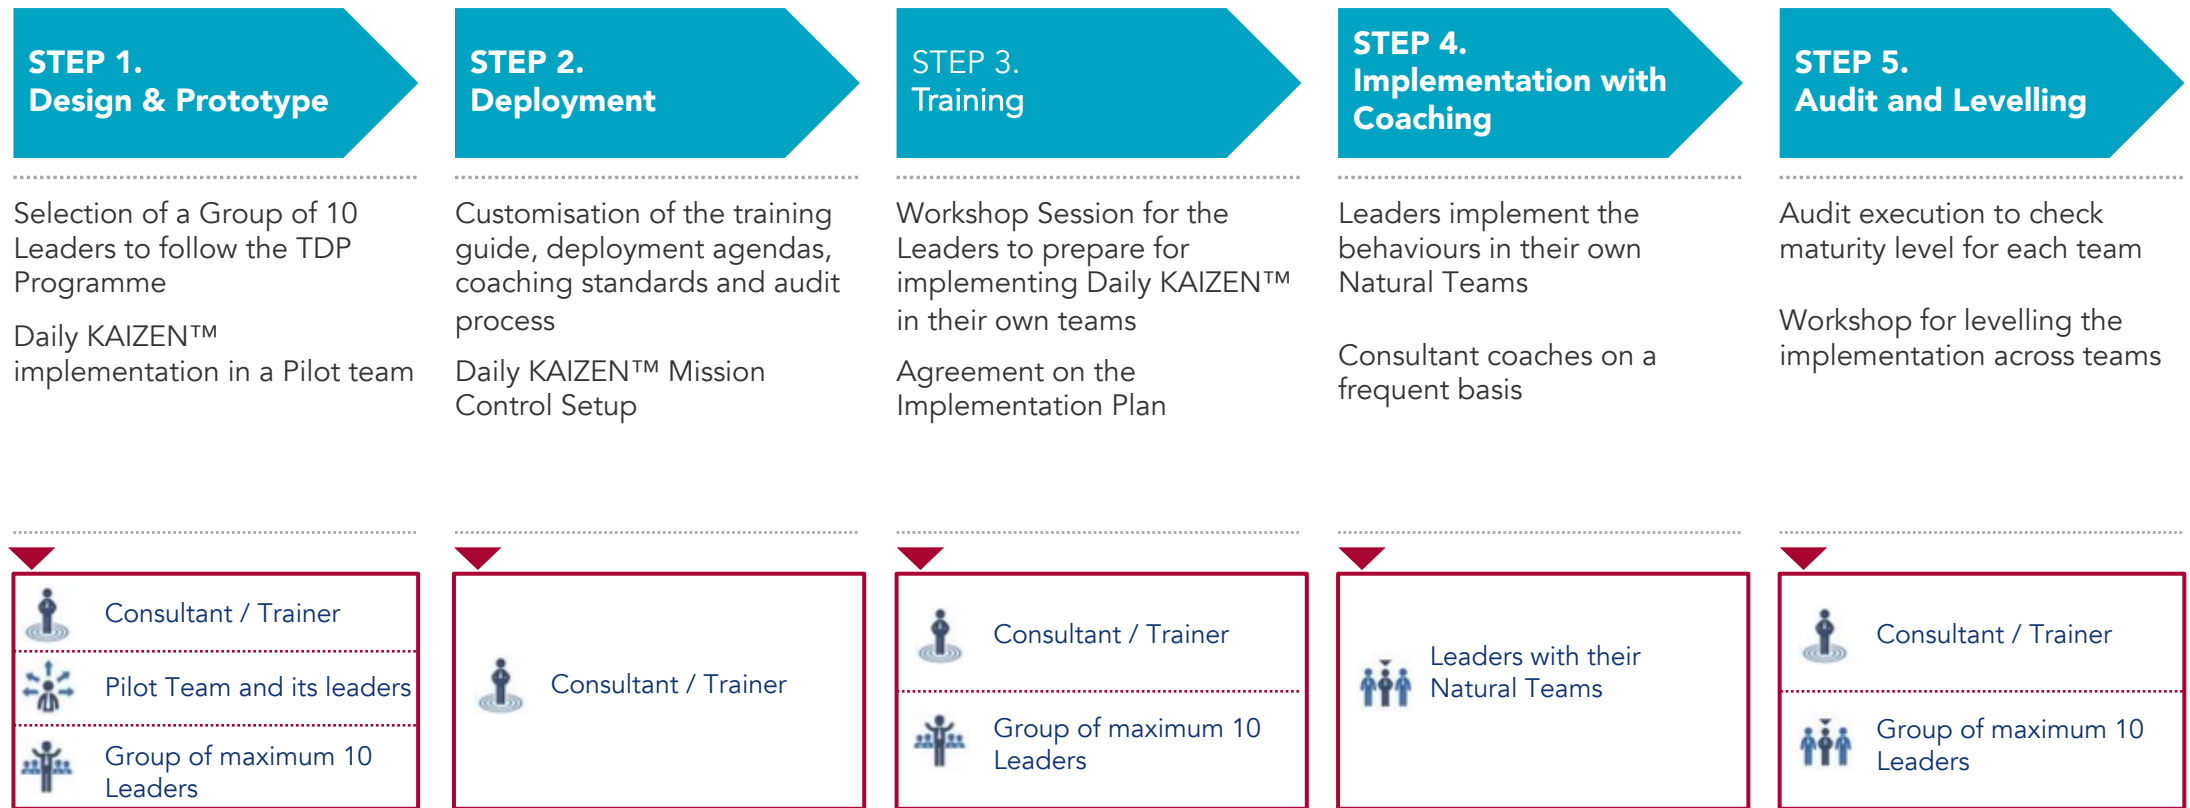 STEP 1.
Design & Prototype
STEP 2.
Deployment
STEP 3.
Training
STEP 4.
Implementation with
Coaching
STEP 5.
Audit and Levelling
Selection of a Group of 10
Leaders to follow the TDP
Programme
Daily KAIZEN™
implementation in a Pilot team
Customisation of the training
guide, deployment agendas,
coaching standards and audit
process
Daily KAIZEN™ Mission
Control Setup
Workshop Session for the
Leaders to prepare for
implementing Daily KAIZEN™
in their own teams
Agreement on the
Implementation Plan
Leaders implement the
behaviours in their own
Natural Teams
Consultant coaches on a
frequent basis
Audit execution to check
maturity level for each team
Workshop for levelling the
implementation across teams
Consultant / Trainer
Pilot Team and its leaders
Group of maximum 10
Leaders
Consultant / Trainer
Consultant / Trainer
Group of maximum 10
Leaders
Leaders with their
Natural Teams
Consultant / Trainer
Group of maximum 10
Leaders